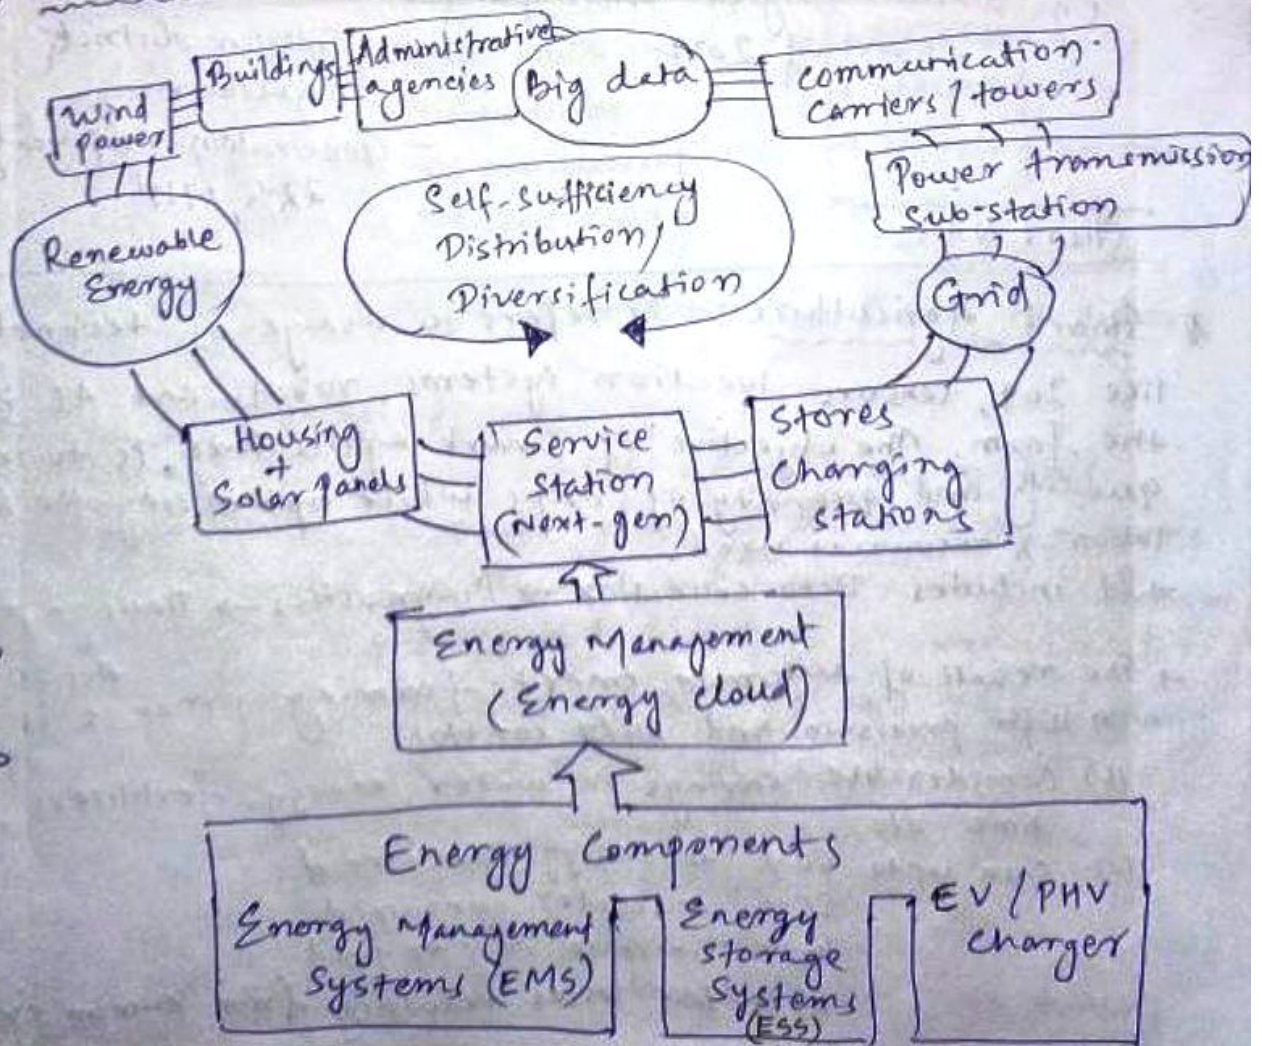 Wind
power
Buildings
Administrative
agencies
Big data
communication
carriers / towers
Power transmission
sub-station
Renewable
Energy
Self-sufficiency
Distribution /
Diversification
Grid
Housing
+
Solar panels
Service
station
(Next-gen)
Stores
Charging
stations
Energy Management
(Energy cloud)
Energy Components
Energy Management
Systems (EMS)
Energy
storage
systems
(ESS)
EV / PHV
charger